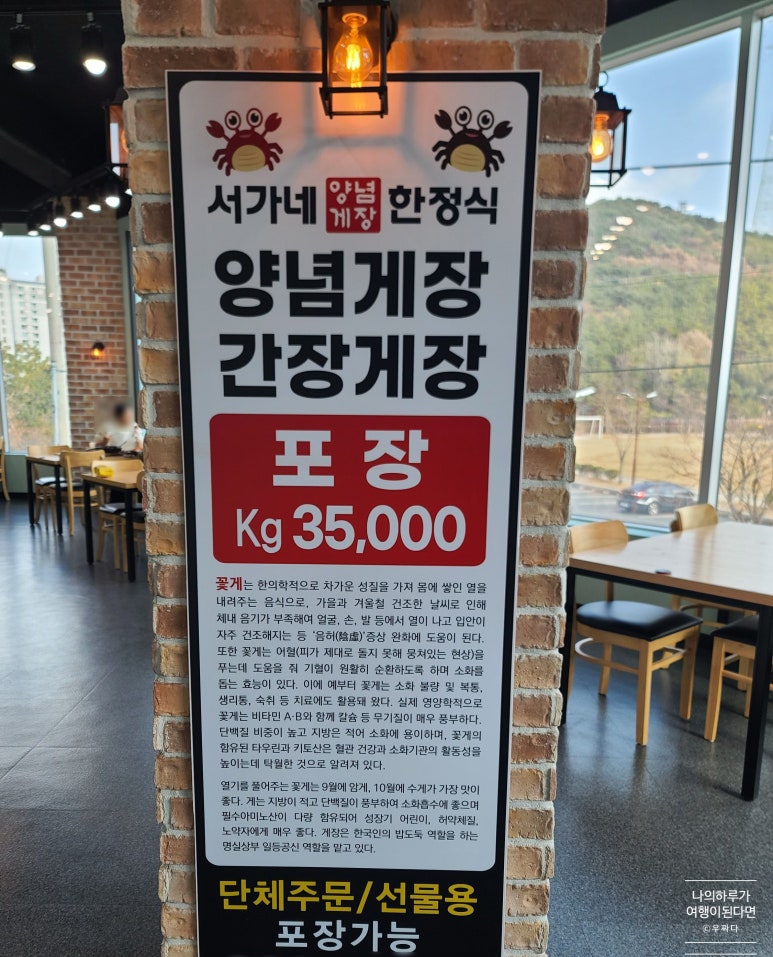 서가네 양념게장 한정식
양념게장
간장게장
포장
Kg 35,000
꽃게는 한의학적으로 차가운 성질을 가져 몸에 쌓인 열을
내려주는 음식으로, 가을과 겨울철 건조한 날씨로 인해
체내 음기가 부족해여 얼굴, 손, 발 등에서 열이 나고 입안이
자주 건조해지는 등 '음허(陰虛)'증상 완화에 도움이 된다.
또한 꽃게는 어혈(피가 제대로 돌지 못해 뭉쳐있는 현상)을
푸는데 도움을 줘 기혈이 원활히 순환하도록 하며 소화를
돕는 효능이 있다. 이에 예부터 꽃게는 소화 불량 및 복통,
생리통, 숙취 등 치료에도 활용돼 왔다. 실제 영양학적으로
꽃게는 비타민 A·B와 함께 칼슘 등 무기질이 매우 풍부하다.
단백질 비중이 높고 지방은 적어 소화에 용이하며, 꽃게의
함유된 타우린과 키토산은 혈관 건강과 소화기관의 활동성을
높이는데 탁월한 것으로 알려져 있다.
열기를 풀어주는 꽃게는 9월에 암게, 10월에 수게가 가장 맛이
좋다. 게는 지방이 적고 단백질이 풍부하여 소화흡수에 좋으며
필수아미노산이 다량 함유되어 성장기 어린이, 허약체질,
노약자에게 매우 좋다. 게장은 한국인의 밥도둑 역할을 하는
명실상부 일등공신 역할을 맡고 있다.
단체주문/선물용
포장가능
나의하루가
여행이된다면
ⓒ우짜다